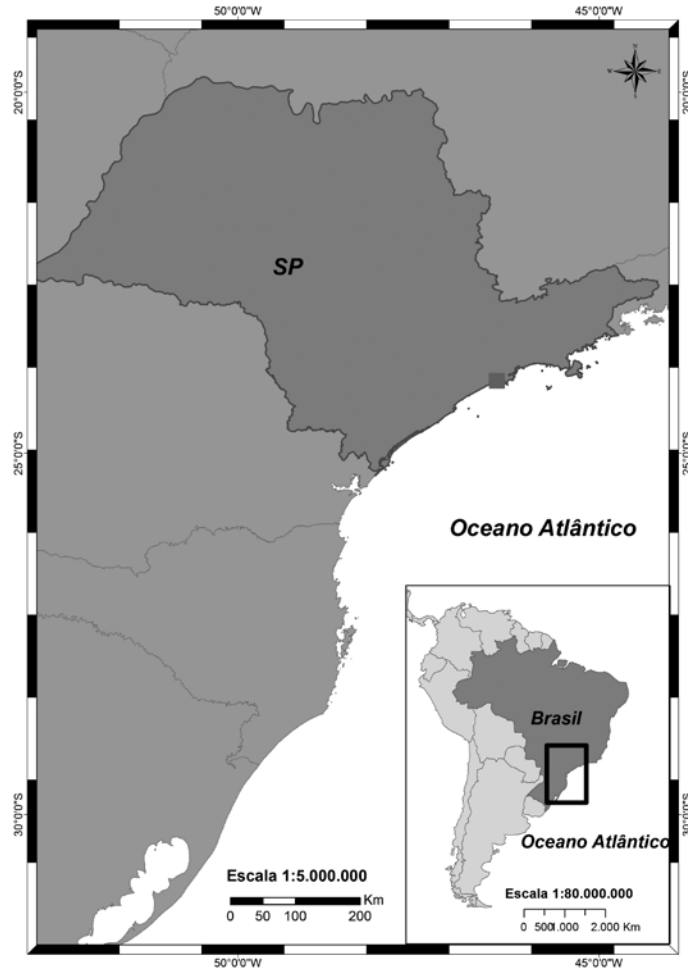 50°0'0"W 45°0'0"W
N
W E
S
20°0'0"S 20°0'0"S
SP
25°0'0"S 25°0'0"S
Oceano Atlântico
Brasil
30°0'0"S 30°0'0"S
Oceano Atlântico
Escala 1:5.000.000
0 50 100 200 Km
Escala 1:80.000.000
0 500 1.000 2.000 Km
50°0'0"W 45°0'0"W